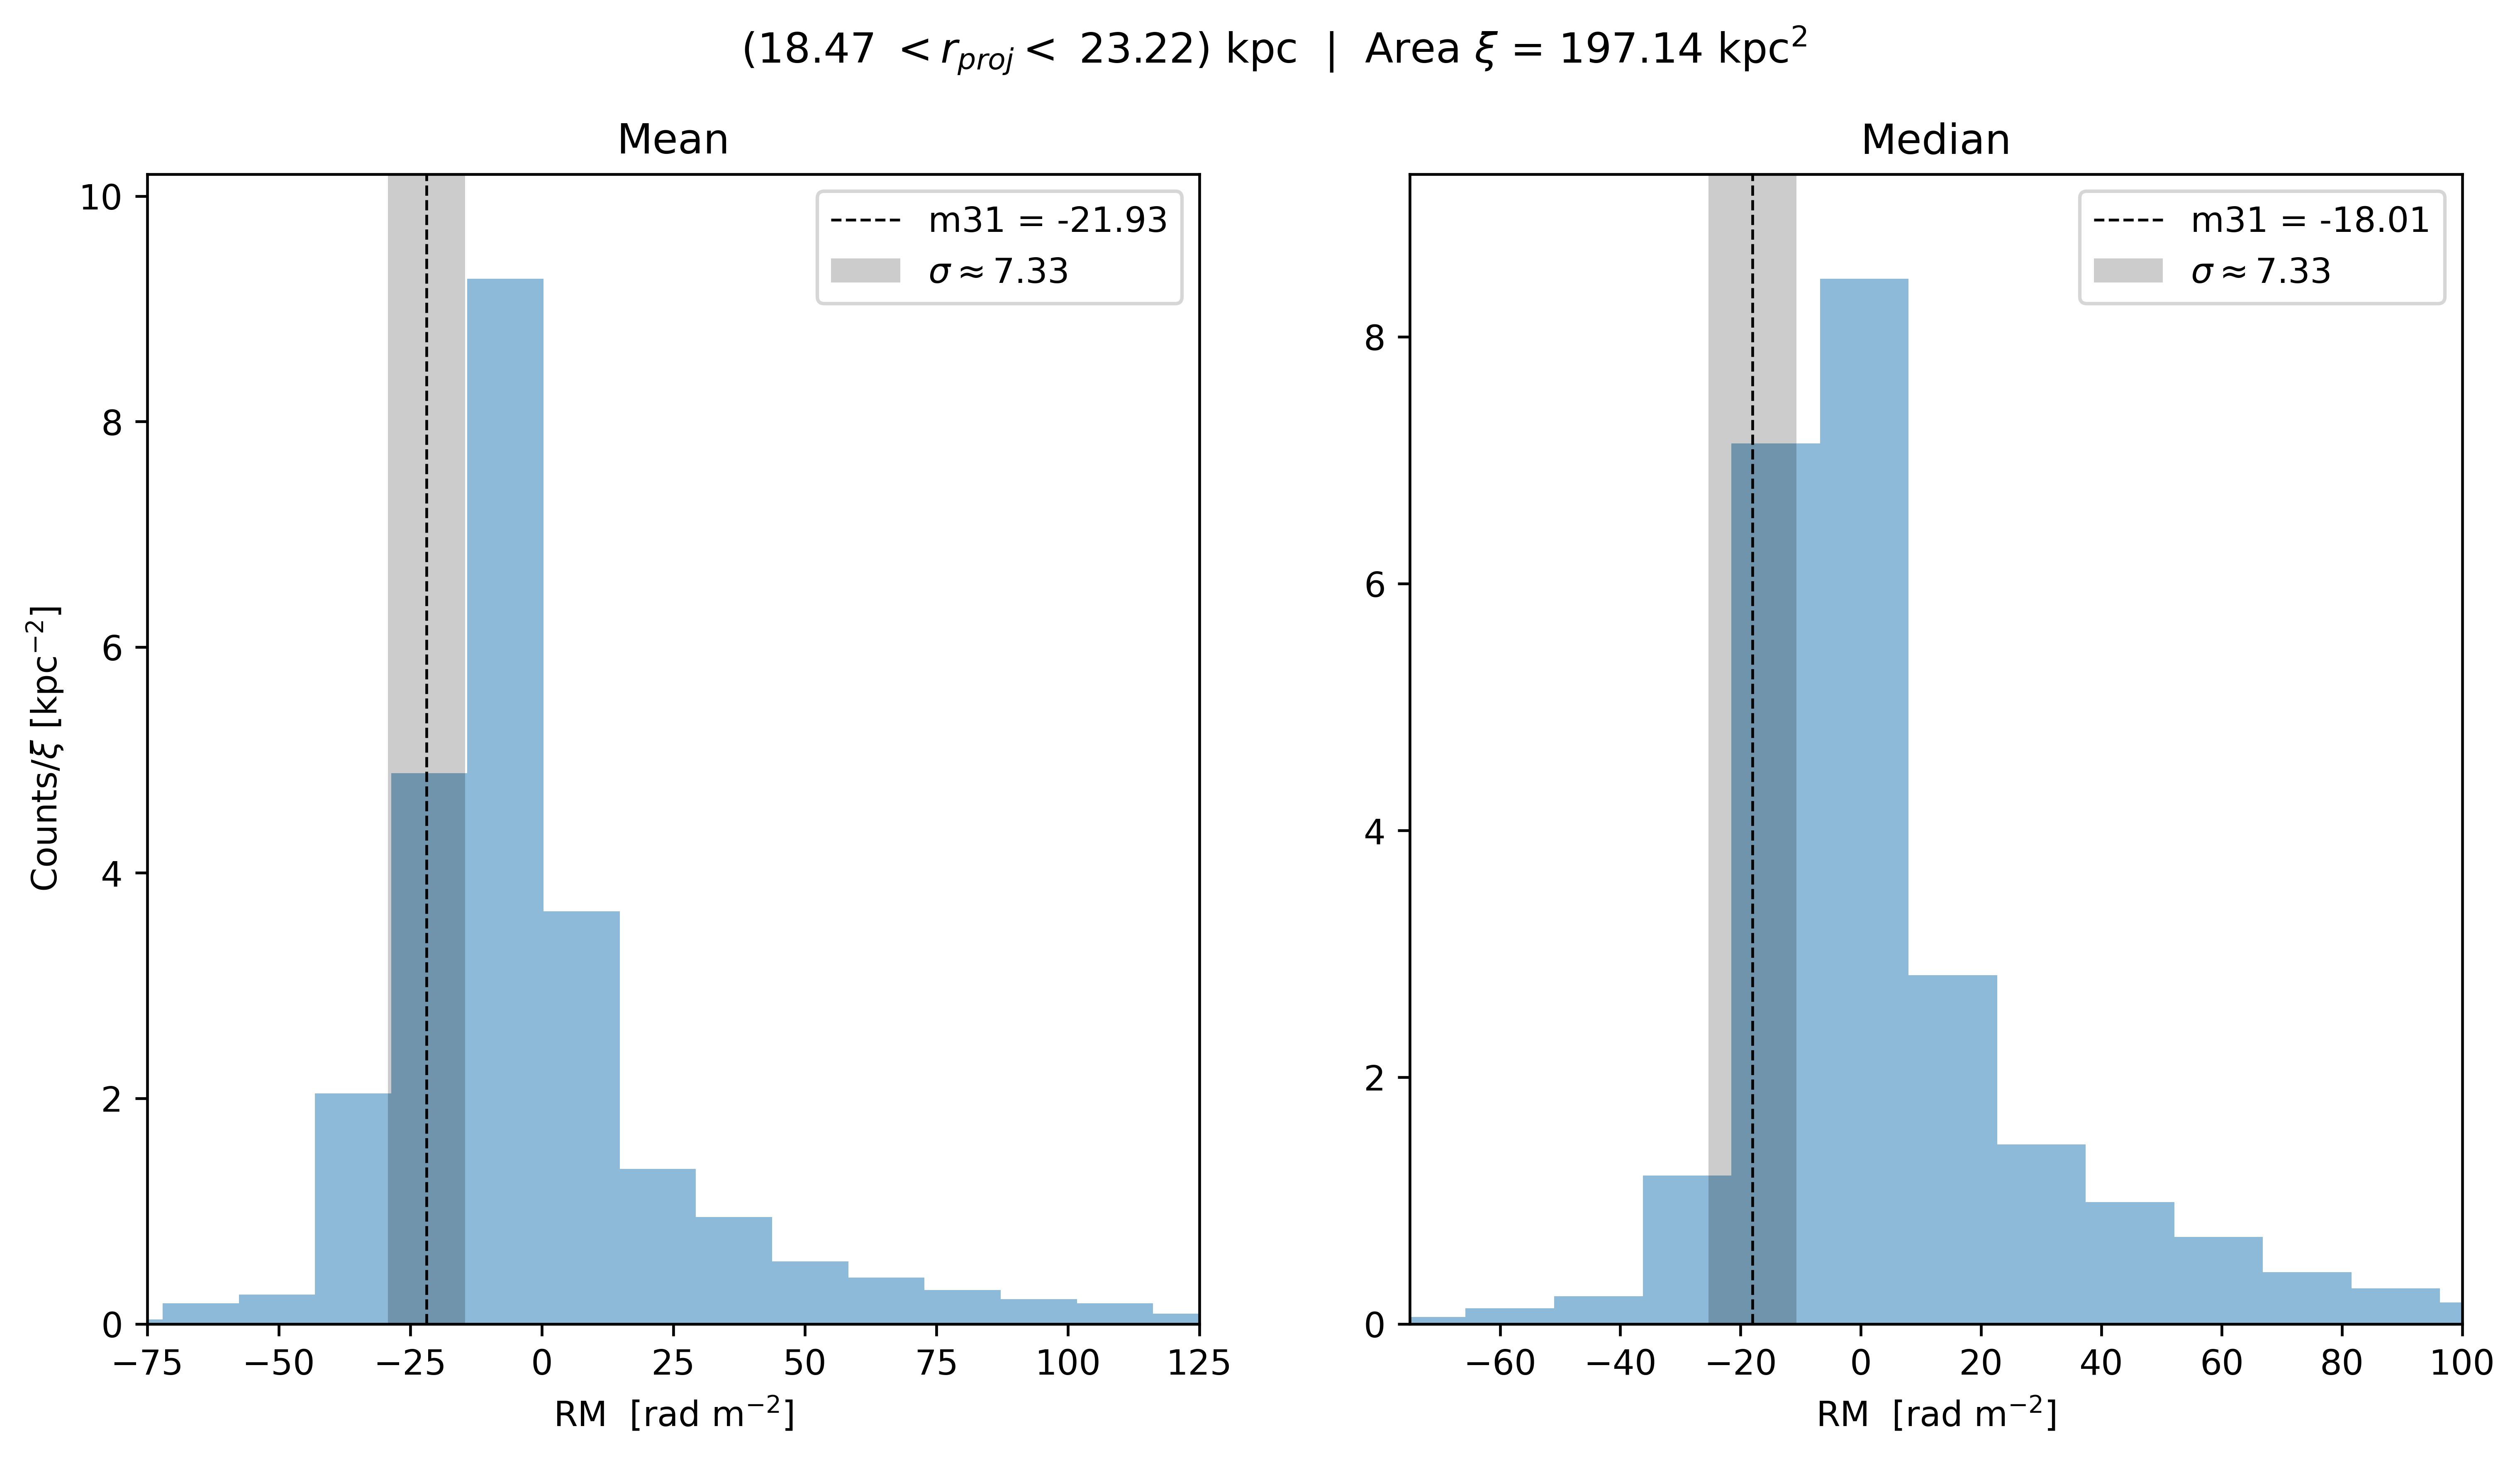 (18.47 < r_proj < 23.22) kpc | Area ξ = 197.14 kpc²
Mean
m31 = -21.93
σ ≈ 7.33
Counts/ξ [kpc⁻²]
10
8
6
4
2
0
−75 −50 −25 0 25 50 75 100 125
RM [rad m⁻²]
Median
m31 = -18.01
σ ≈ 7.33
8
6
4
2
0
−60 −40 −20 0 20 40 60 80 100
RM [rad m⁻²]